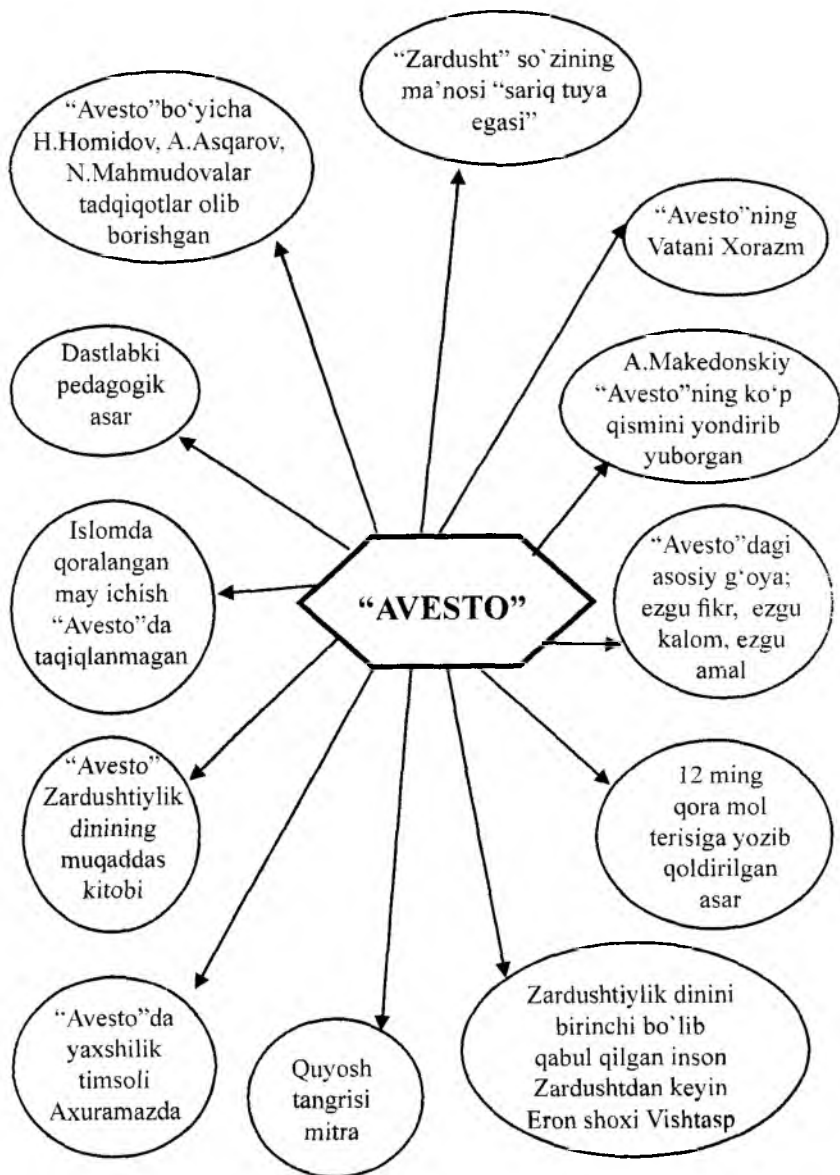 “Zardusht” so`zining
ma’nosi “sariq tuya
egasi”
“Avesto”bo‘yicha
H.Homidov, A.Asqarov,
N.Mahmudovalar
tadqiqotlar olib
borishgan
“Avesto”ning
Vatani Xorazm
Dastlabki
pedagogik
asar
A.Makedonskiy
“Avesto”ning ko‘p
qismini yondirib
yuborgan
Islomda
qoralangan
may ichish
“Avesto”da
taqiqlanmagan
“AVESTO”
“Avesto”dagi
asosiy g‘oya;
ezgu fikr, ezgu
kalom, ezgu
amal
“Avesto”
Zardushtiylik
dinining
muqaddas
kitobi
12 ming
qora mol
terisiga yozib
qoldirilgan
asar
“Avesto”da
yaxshilik
timsoli
Axuramazda
Quyosh
tangrisi
mitra
Zardushtiylik dinini
birinchi bo`lib
qabul qilgan inson
Zardushtdan keyin
Eron shoxi Vishtasp